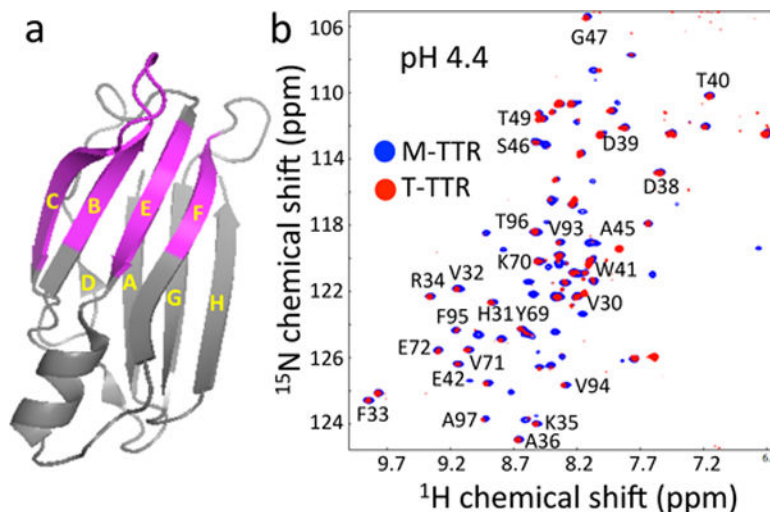 a
C
B
E
F
D
A
G
H
b
pH 4.4
M-TTR
T-TTR
G47
T40
T49
S46
D39
D38
T96
V93
A45
K70
W41
R34
V32
H31
Y69
V30
F95
E72
V71
E42
V94
F33
A97
K35
A36
106
110
114
118
122
126
124
15N chemical shift (ppm)
9.7
9.2
8.7
8.2
7.7
7.2
6.
1H chemical shift (ppm)